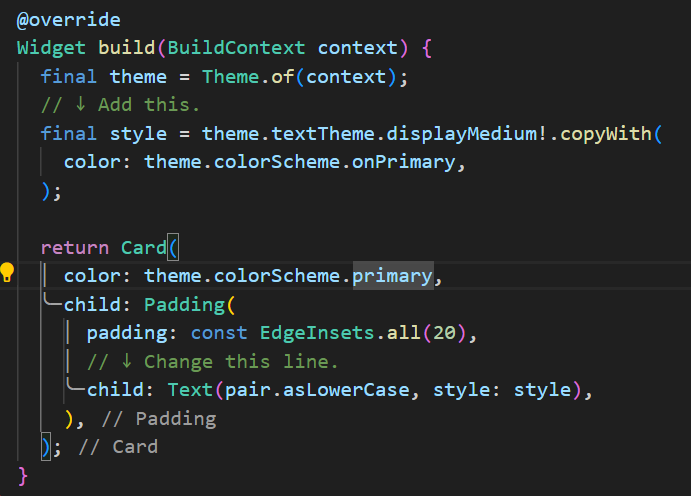 @override
Widget build(BuildContext context) {
  final theme = Theme.of(context);
  // ↓ Add this.
  final style = theme.textTheme.displayMedium!.copyWith(
    color: theme.colorScheme.onPrimary,
  );

  return Card(
    color: theme.colorScheme.primary,
    child: Padding(
      padding: const EdgeInsets.all(20),
      // ↓ Change this line.
      child: Text(pair.asLowerCase, style: style),
    ), // Padding
  ); // Card
}